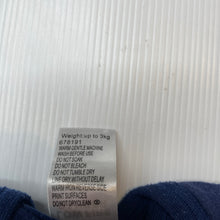 Weight up to 3kg
678191
WARM GENTLE MACHINE
WASH BEFORE USE
DO NOT SOAK
DO NOT BLEACH
DO NOT TUMBLE DRY
LINE DRY
DRY WITHOUT DELAY
WARM IRON REVERSE SIDE
PRINT SURFACES
DO NOT DRYCLEAN